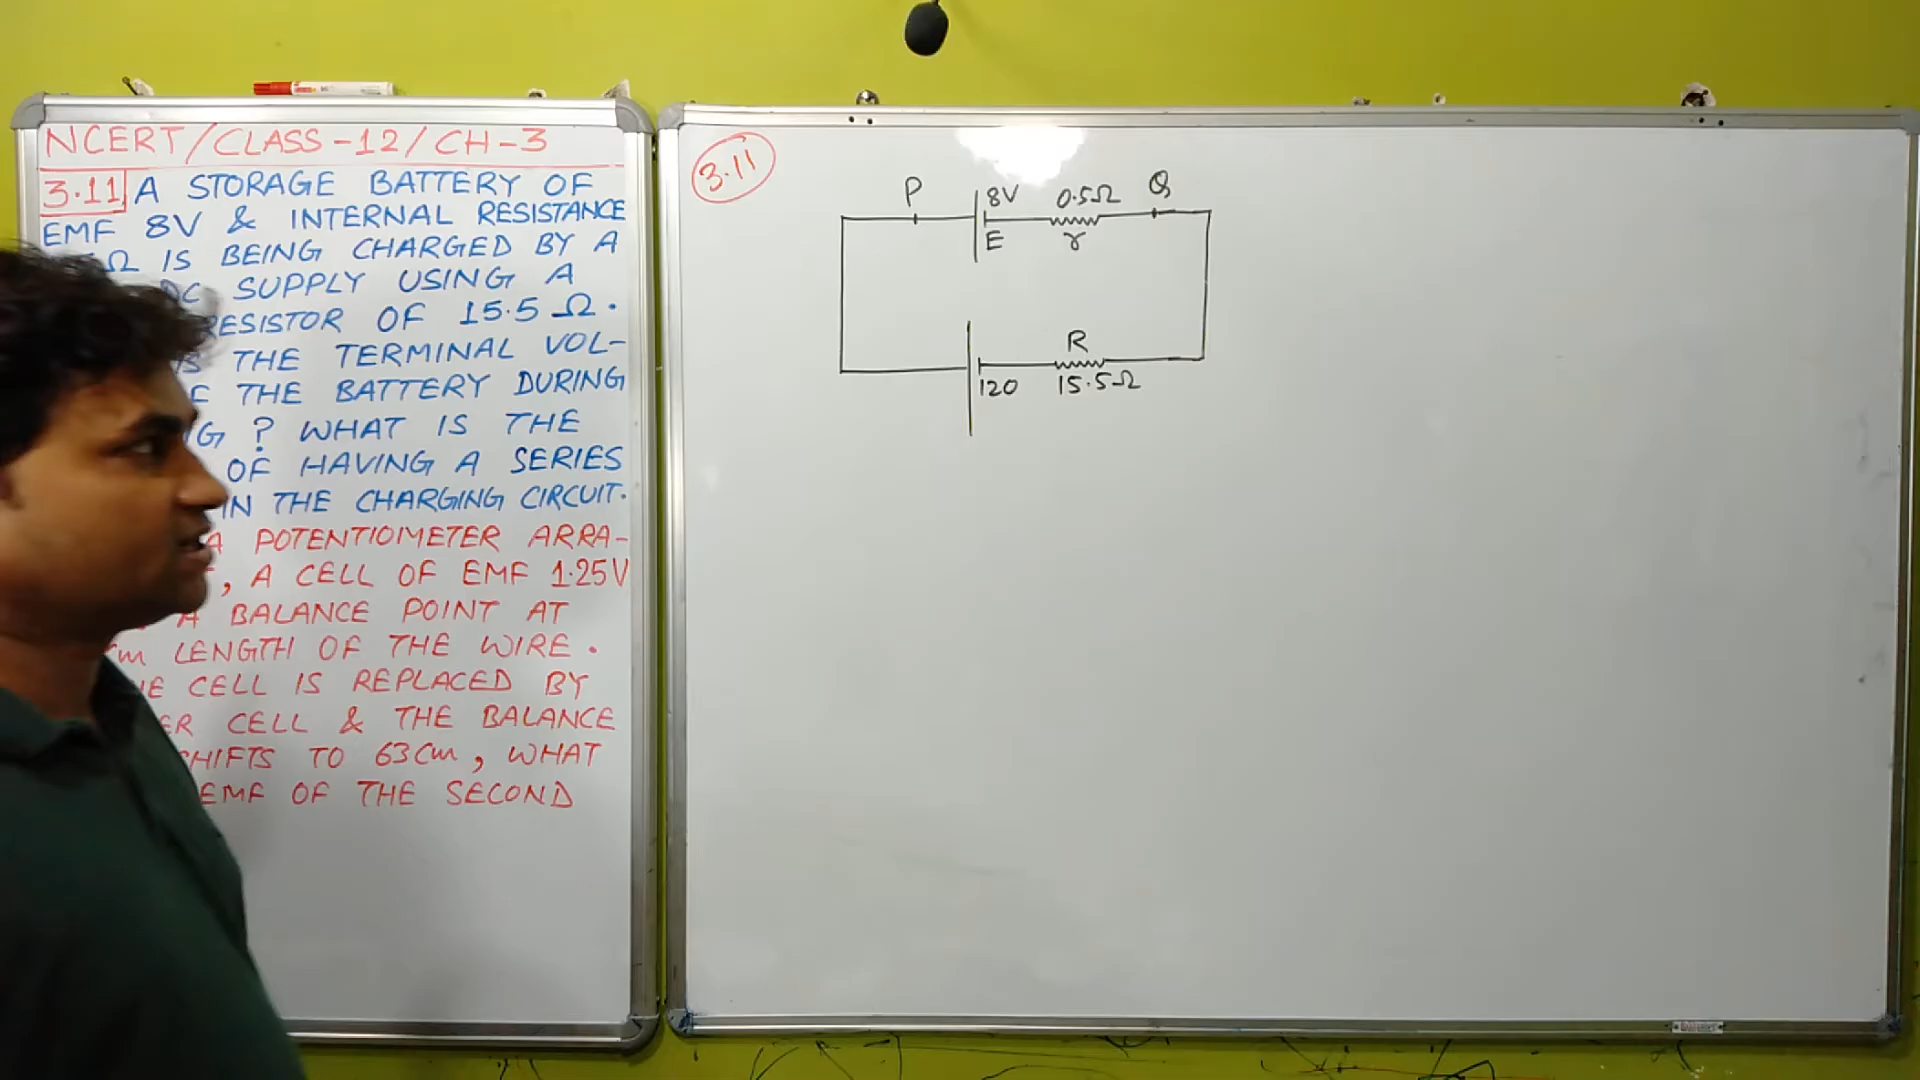 NCERT/CLASS-12/CH-3
3.11 A STORAGE BATTERY OF
EMF 8V & INTERNAL RESISTANCE
Ω IS BEING CHARGED BY A
DC SUPPLY USING A
RESISTOR OF 15.5 Ω.
THE TERMINAL VOL-
THE BATTERY DURING
? WHAT IS THE
OF HAVING A SERIES
IN THE CHARGING CIRCUIT.
A POTENTIOMETER ARRA-
, A CELL OF EMF 1.25V
A BALANCE POINT AT
cm LENGTH OF THE WIRE.
CELL IS REPLACED BY
CELL & THE BALANCE
SHIFTS TO 63cm, WHAT
EMF OF THE SECOND
3.11
P 8V 0.5Ω Q
E r
R
120 15.5Ω